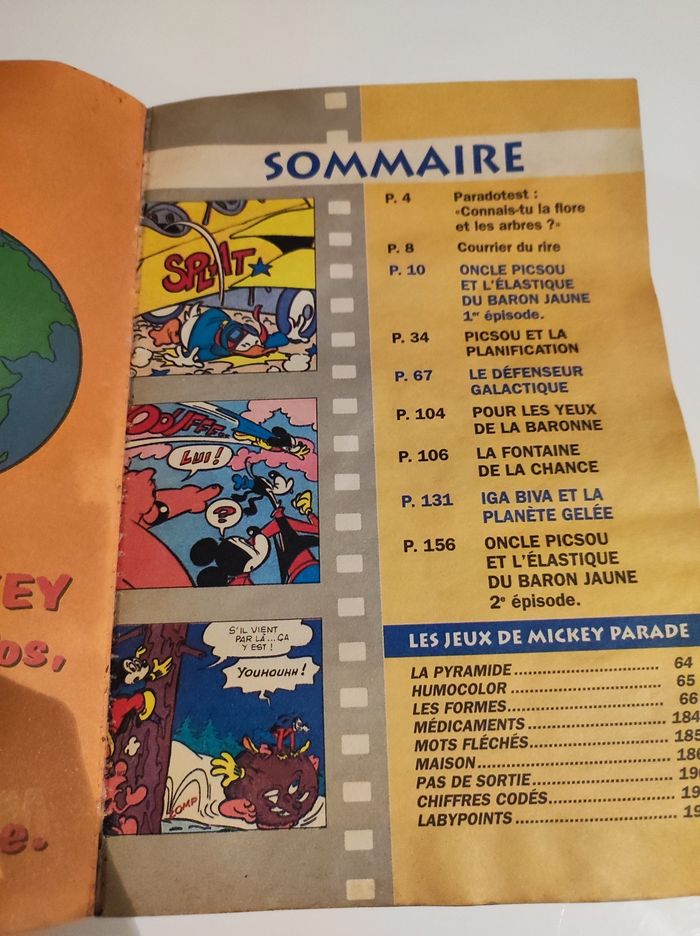 SOMMAIRE
P. 4 Paradotest :
«Connais-tu la flore
et les arbres ?»
P. 8 Courrier du rire
P. 10 ONCLE PICSOU
ET L'ÉLASTIQUE
DU BARON JAUNE
1er épisode.
P. 34 PICSOU ET LA
PLANIFICATION
P. 67 LE DÉFENSEUR
GALACTIQUE
P. 104 POUR LES YEUX
DE LA BARONNE
P. 106 LA FONTAINE
DE LA CHANCE
P. 131 IGA BIVA ET LA
PLANÈTE GELÉE
P. 156 ONCLE PICSOU
ET L'ÉLASTIQUE
DU BARON JAUNE
2e épisode.
LES JEUX DE MICKEY PARADE
LA PYRAMIDE 64
HUMOCOLOR 65
LES FORMES 66
MÉDICAMENTS 184
MOTS FLÉCHÉS 185
MAISON
PAS DE SORTIE
CHIFFRES CODÉS
LABYPOINTS
SPLAT
LUI !
?
S'IL VIENT
PAR LÀ... ÇA
Y EST !
YOUHOUHH !